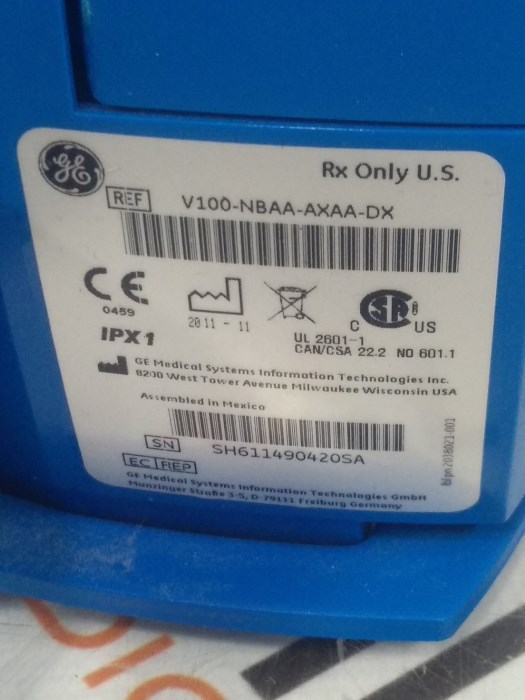 GE
Rx Only U.S.
REF V100-NBAA-AXAA-DX
CE
0459
2011 - 11
SA
C US
IPX1
UL 2601-1
CAN/CSA 22.2 NO 601.1
GE Medical Systems Information Technologies Inc.
8200 West Tower Avenue Milwaukee Wisconsin USA
Assembled in Mexico
SN SH611490420SA
EC REP
GE Medical Systems Information Technologies GmbH
Munzinger Straße 3-5, D-79111 Freiburg Germany
lblpn2038021-001